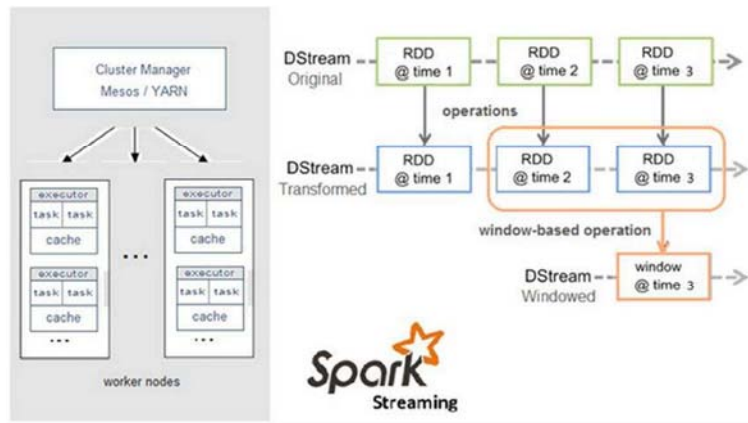 Cluster Manager
Mesos / YARN
executor
task task
cache
executor
task task
cache
...
...
executor
task task
cache
executor
task task
cache
...
worker nodes
DStream
Original
RDD
@ time 1
RDD
@ time 2
RDD
@ time 3
operations
DStream
Transformed
RDD
@ time 1
RDD
@ time 2
RDD
@ time 3
window-based operation
DStream
Windowed
window
@ time 3
Spark
Streaming